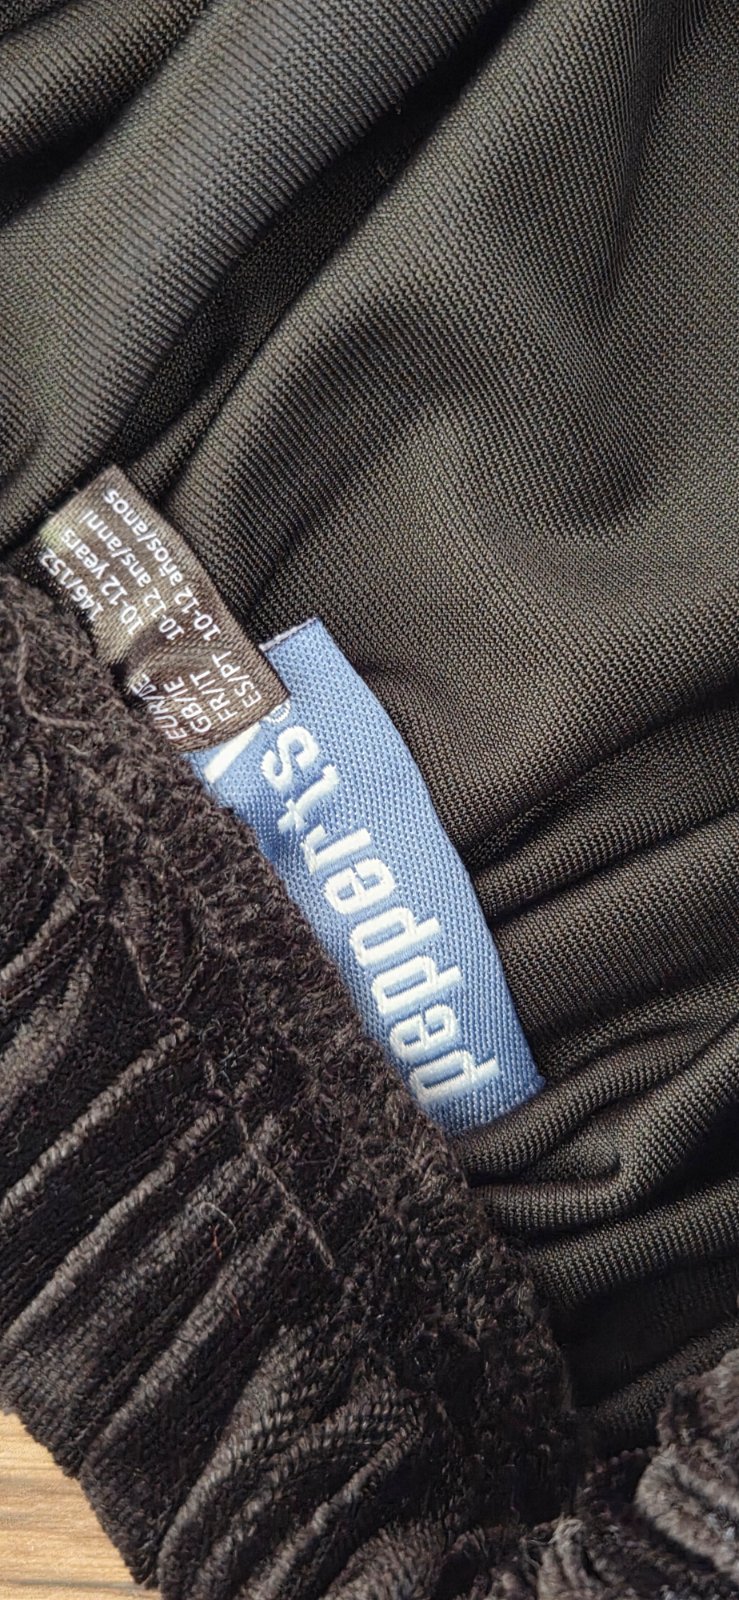 EUR/DE 146/152
GB/IE 10-12 years
FR/IT 10-12 ans/anni
ES/PT 10-12 años/anos
pepperts®